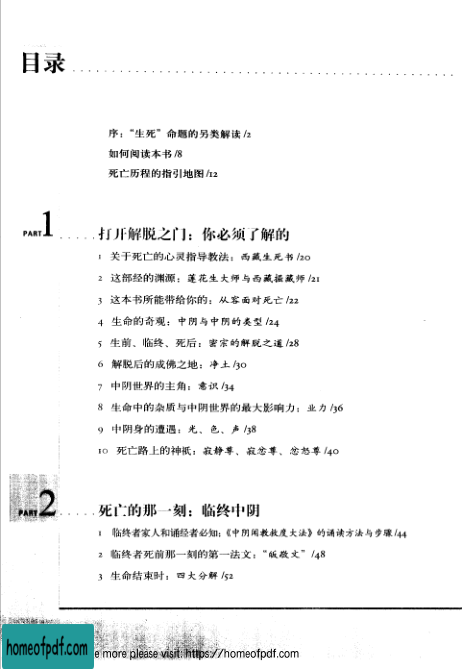 目录
序：“生死”命题的另类解读 /2
如何阅读本书 /8
死亡历程的指引地图 /12
PART 1 打开解脱之门：你必须了解的
1 关于死亡的心灵指导教法：西藏生死书 /20
2 这部经的渊源：莲花生大师与西藏掘藏师 /21
3 这本书所能带给你的：从容面对死亡 /22
4 生命的奇观：中阴与中阴的类型 /24
5 生前、临终、死后：密宗的解脱之道 /28
6 解脱后的成佛之地：净土 /30
7 中阴世界的主角：意识 /34
8 生命中的杂质与中阴世界的最大影响力：业力 /36
9 中阴身的遭遇：光、色、声 /38
10 死亡路上的神祇：寂静尊、寂忿尊、忿怒尊 /40
PART 2 死亡的那一刻：临终中阴
1 临终者家人和诵经者必知：《中阴闻教救度大法》的诵读方法与步骤 /44
2 临终者死前那一刻的第一法文：“皈敬文” /48
3 生命结束时：四大分解 /52
homeofpdf.com
more please visit: https://homeofpdf.com